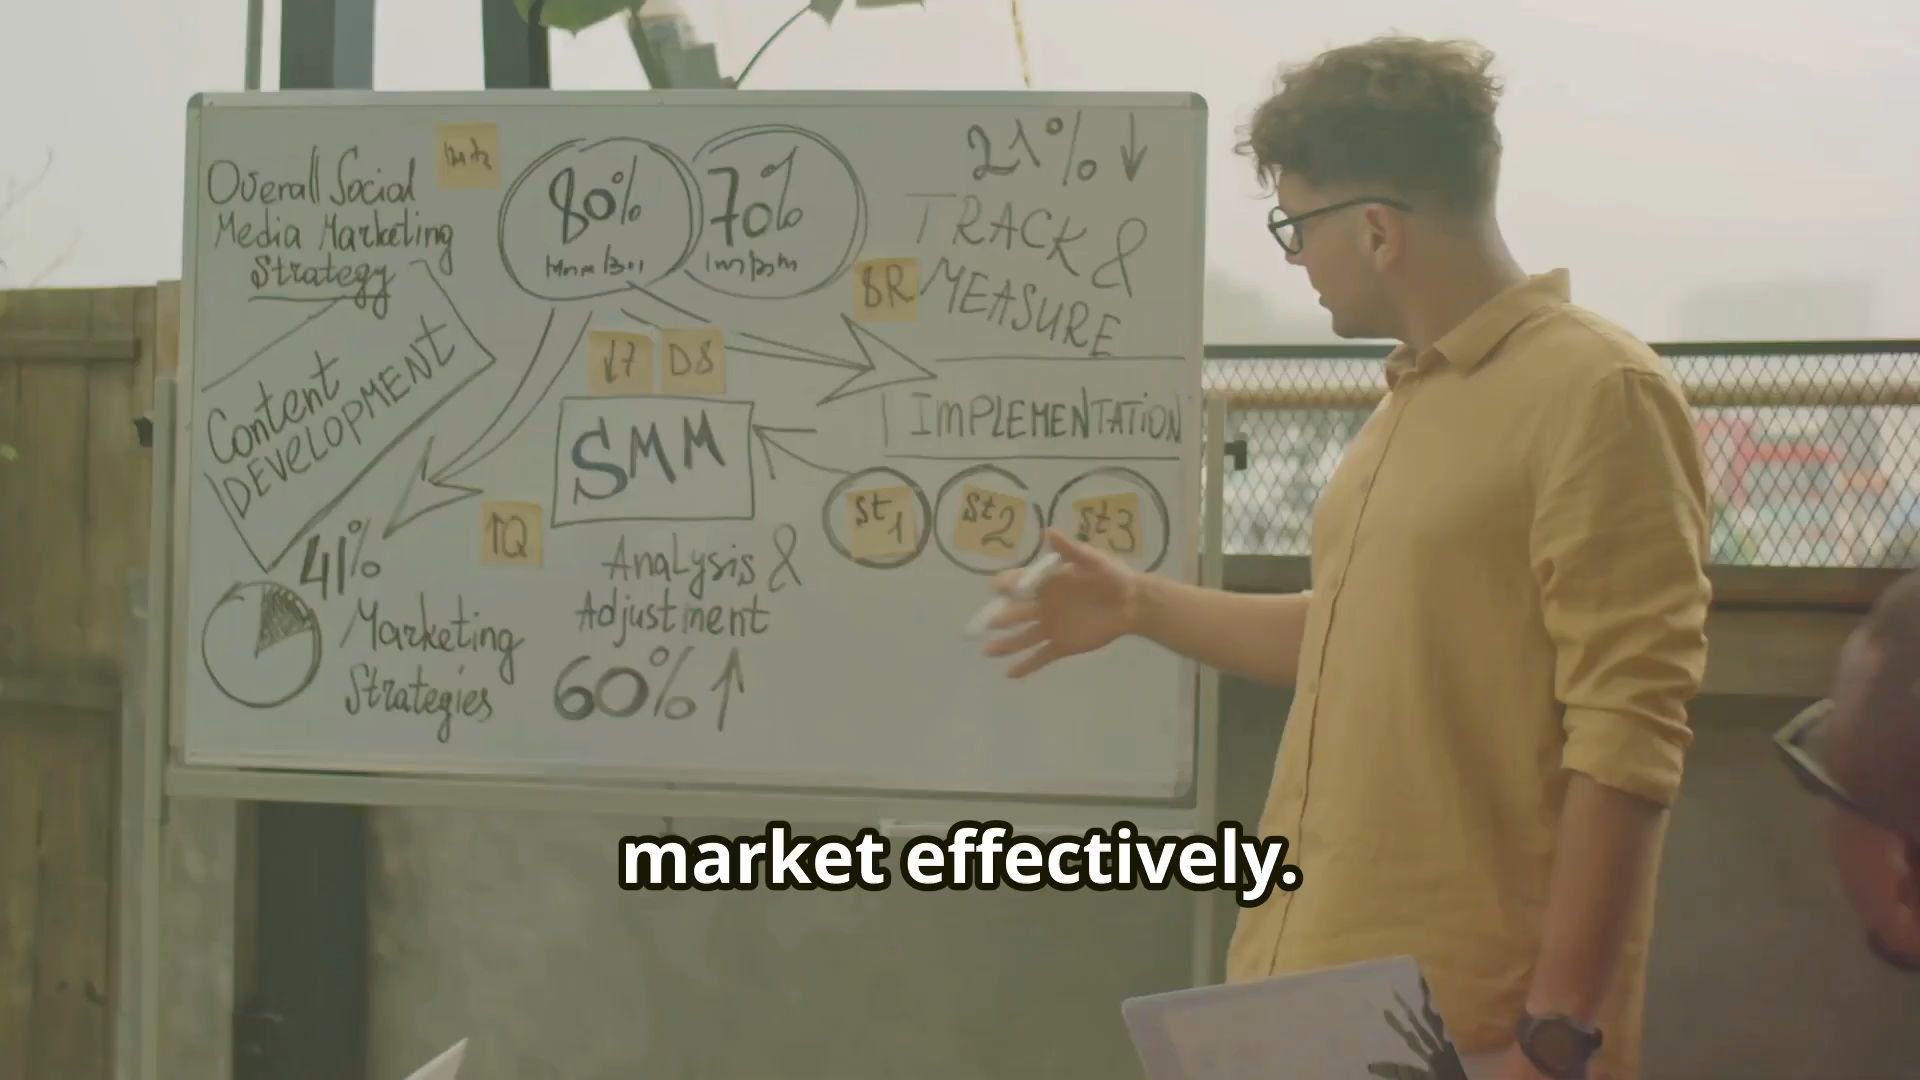 Overall Social
Media Marketing
Strategy
80%
70%
21%↓
TRACK &
MEASURE
BR
Content
DEVELOPMENT
D8
SMM
IMPLEMENTATION
st1
st2
st3
↑Q
41%
Marketing
Strategies
Analysis &
Adjustment
60%↑
market effectively.